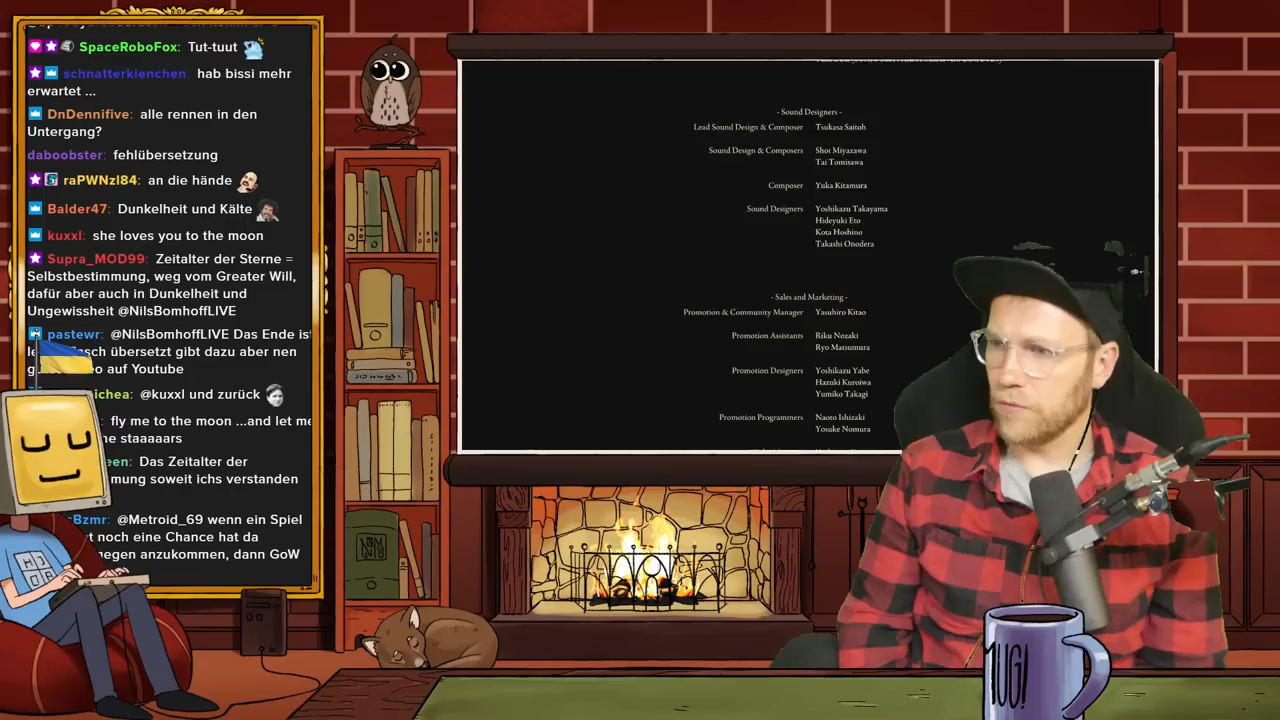 SpaceRoboFox: Tut-tuut
schnatterkienchen: hab bissi mehr
erwartet ...
DnDennifive: alle rennen in den
Untergang?
daboobster: fehlübersetzung
raPWNzl84: an die hände
Balder47: Dunkelheit und Kälte
kuxxl: she loves you to the moon
Supra_MOD99: Zeitalter der Sterne =
Selbstbestimmung, weg vom Greater Will,
dafür aber auch in Dunkelheit und
Ungewissheit @NilsBomhoffLIVE
pastewr: @NilsBomhoffLIVE Das Ende ist
übersetzt gibt dazu aber nen
auf Youtube
@kuxxl und zurück
fly me to the moon ...and let me
staaaars
Das Zeitalter der
soweit ichs verstanden
@Metroid_69 wenn ein Spiel
noch eine Chance hat da
gegen anzukommen, dann GoW
- Sound Designers -
Lead Sound Design & Composer Tsukasa Saitoh
Sound Design & Composers Shoi Miyazawa
Tai Tomisawa
Composer Yuka Kitamura
Sound Designers Yoshikazu Takayama
Hideyuki Eto
Kota Hoshino
Takashi Onodera
- Sales and Marketing -
Promotion & Community Manager Yasuhiro Kitao
Promotion Assistants Riku Nozaki
Ryo Matsumura
Promotion Designers Yoshikazu Yabe
Hazuki Kuroiwa
Yumiko Takagi
Promotion Programmers Naoto Ishizaki
Yosuke Nomura
MUG!